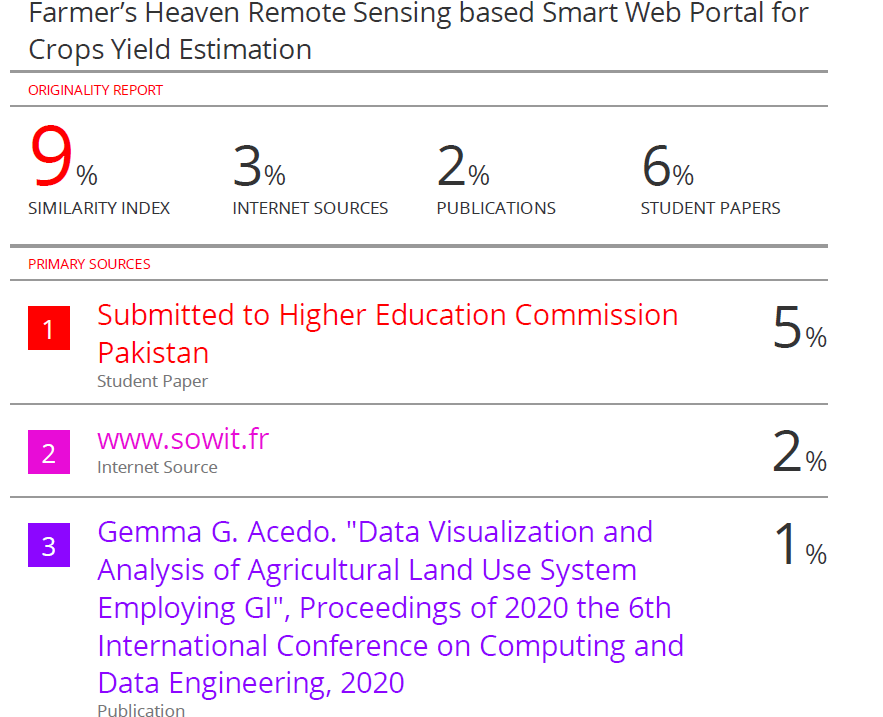 Farmer’s Heaven Remote Sensing based Smart Web Portal for
Crops Yield Estimation
ORIGINALITY REPORT
9%
3%
2%
6%
SIMILARITY INDEX
INTERNET SOURCES
PUBLICATIONS
STUDENT PAPERS
PRIMARY SOURCES
1
Submitted to Higher Education Commission
Pakistan
Student Paper
5%
2
www.sowit.fr
Internet Source
2%
3
Gemma G. Acedo. "Data Visualization and
Analysis of Agricultural Land Use System
Employing GI", Proceedings of 2020 the 6th
International Conference on Computing and
Data Engineering, 2020
Publication
1%